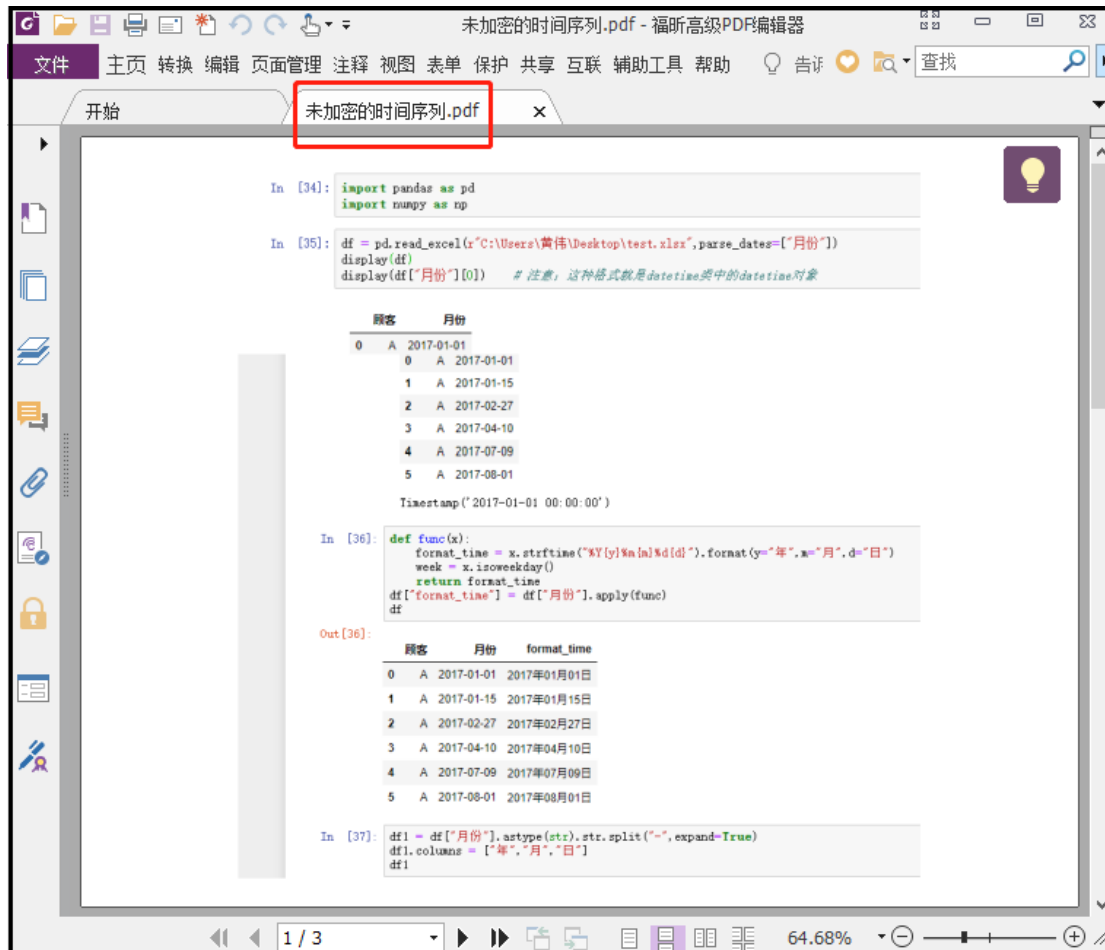 未加密的时间序列.pdf - 福昕高级PDF编辑器
文件 主页 转换 编辑 页面管理 注释 视图 表单 保护 共享 互联 辅助工具 帮助 告诉 查找
开始 未加密的时间序列.pdf
In [34]: import pandas as pd
import numpy as np
In [35]: df = pd.read_excel(r"C:\Users\黄伟\Desktop\test.xlsx",parse_dates=["月份"])
display(df)
display(df["月份"][0]) # 注意：这种格式就是datetime类中的datetime对象
顾客 月份
0 A 2017-01-01
0 A 2017-01-01
1 A 2017-01-15
2 A 2017-02-27
3 A 2017-04-10
4 A 2017-07-09
5 A 2017-08-01
Timestamp('2017-01-01 00:00:00')
In [36]: def func(x):
format_time = x.strftime("%Y{y}%m{m}%d{d}").format(y="年",m="月",d="日")
week = x.isoweekday()
return format_time
df["format_time"] = df["月份"].apply(func)
df
Out[36]:
顾客 月份 format_time
0 A 2017-01-01 2017年01月01日
1 A 2017-01-15 2017年01月15日
2 A 2017-02-27 2017年02月27日
3 A 2017-04-10 2017年04月10日
4 A 2017-07-09 2017年07月09日
5 A 2017-08-01 2017年08月01日
In [37]: df1 = df["月份"].astype(str).str.split("-",expand=True)
df1.columns = ["年","月","日"]
df1
1 / 3 64.68%